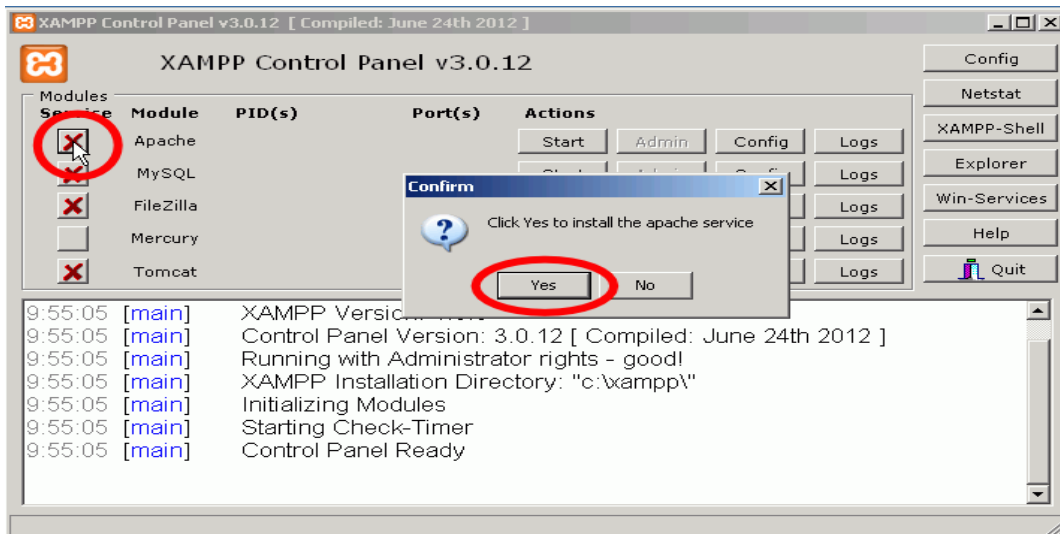 XAMPP Control Panel v3.0.12 [ Compiled: June 24th 2012 ]
XAMPP Control Panel v3.0.12
Config
Netstat
XAMPP-Shell
Explorer
Win-Services
Help
Quit
Modules
Service Module PID(s) Port(s) Actions
Apache Start Admin Config Logs
MySQL Logs
FileZilla Logs
Mercury Logs
Tomcat Logs
Confirm
Click Yes to install the apache service
Yes No
9:55:05 [main] XAMPP
9:55:05 [main] Control Panel Version: 3.0.12 [ Compiled: June 24th 2012 ]
9:55:05 [main] Running with Administrator rights - good!
9:55:05 [main] XAMPP Installation Directory: "c:\xampp\"
9:55:05 [main] Initializing Modules
9:55:05 [main] Starting Check-Timer
9:55:05 [main] Control Panel Ready